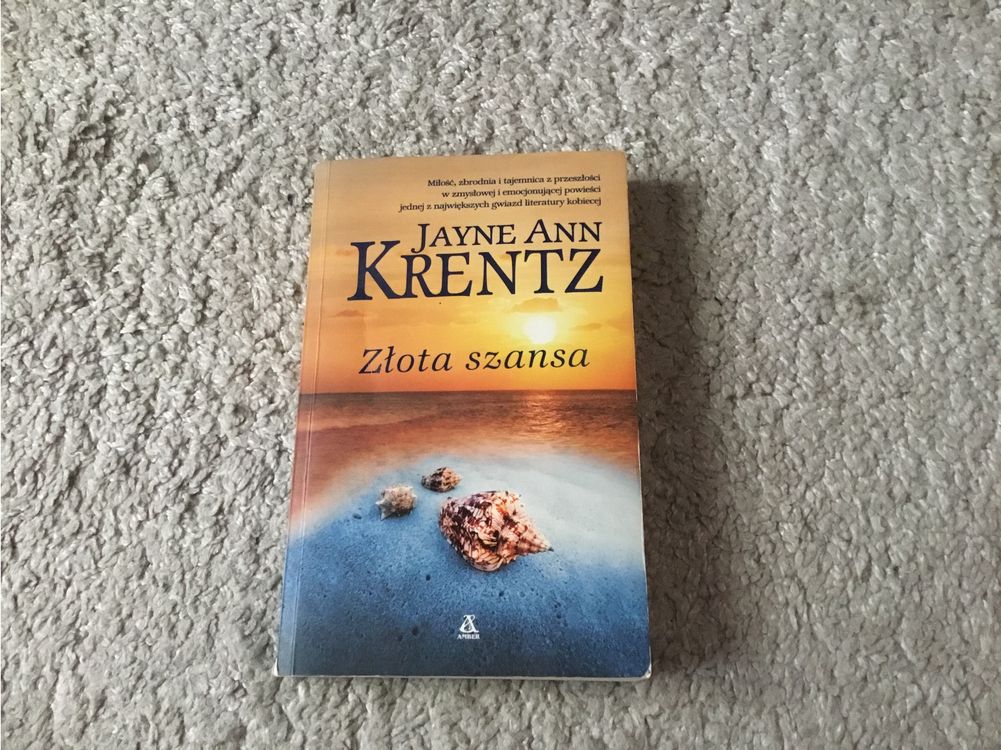 Miłość, zbrodnia i tajemnica z przeszłości
w zmysłowej i emocjonującej powieści
jednej z największych gwiazd literatury kobiecej
JAYNE ANN
KRENTZ
Złota szansa
AMBER